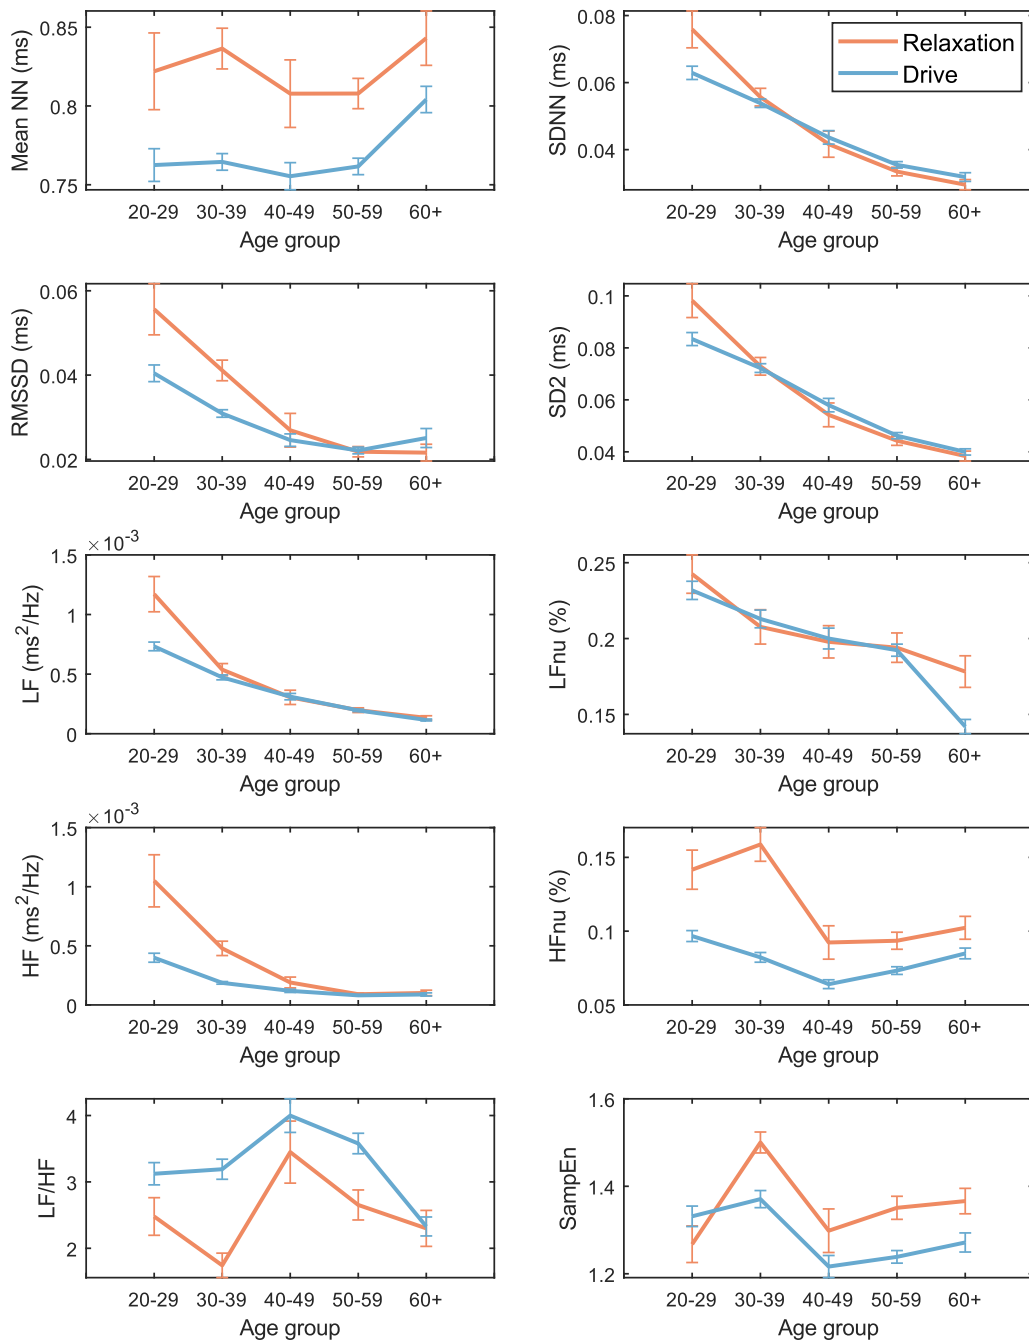 Mean NN (ms)
0.85
0.8
0.75
20-29 30-39 40-49 50-59 60+
Age group
SDNN (ms)
0.08
0.06
0.04
Relaxation
Drive
20-29 30-39 40-49 50-59 60+
Age group
RMSSD (ms)
0.06
0.04
0.02
20-29 30-39 40-49 50-59 60+
Age group
SD2 (ms)
0.1
0.08
0.06
0.04
20-29 30-39 40-49 50-59 60+
Age group
LF (ms²/Hz)
×10⁻³
1.5
1
0.5
0
20-29 30-39 40-49 50-59 60+
Age group
LFnu (%)
0.25
0.2
0.15
20-29 30-39 40-49 50-59 60+
Age group
HF (ms²/Hz)
×10⁻³
1.5
1
0.5
0
20-29 30-39 40-49 50-59 60+
Age group
HFnu (%)
0.15
0.1
0.05
20-29 30-39 40-49 50-59 60+
Age group
LF/HF
4
3
2
20-29 30-39 40-49 50-59 60+
Age group
SampEn
1.6
1.4
1.2
20-29 30-39 40-49 50-59 60+
Age group